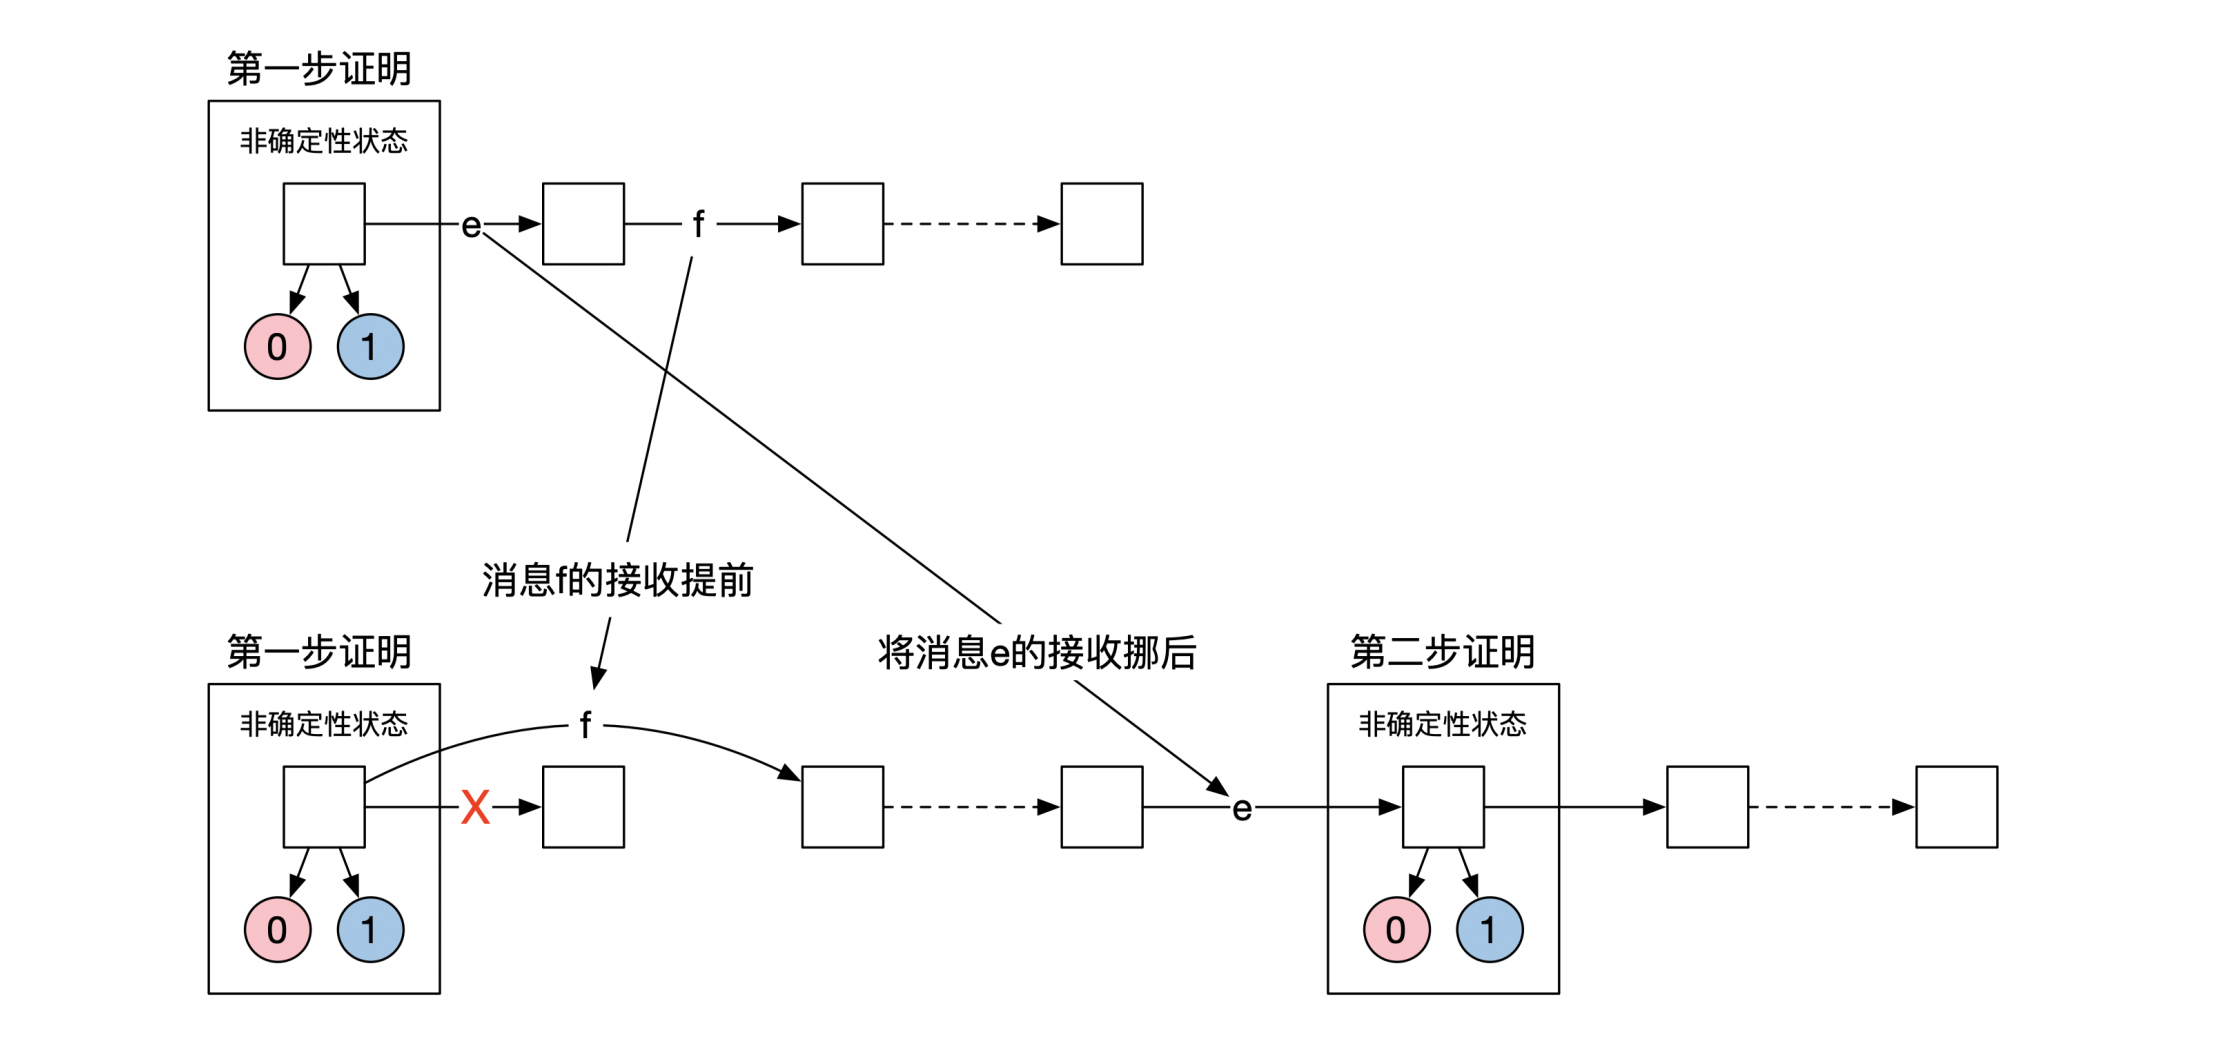 第一步证明
非确定性状态
e
f
0
1
消息f的接收提前
将消息e的接收挪后
第一步证明
非确定性状态
f
X
0
1
e
第二步证明
非确定性状态
0
1